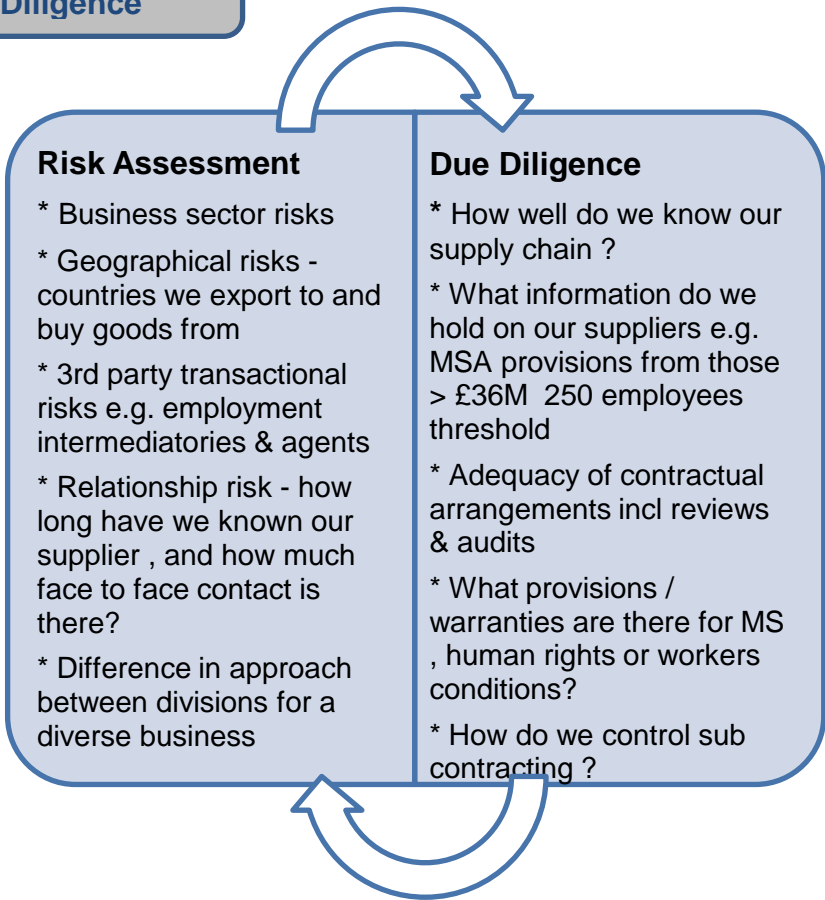 Diligence
Risk Assessment
* Business sector risks
* Geographical risks -
countries we export to and
buy goods from
* 3rd party transactional
risks e.g. employment
intermediatories & agents
* Relationship risk - how
long have we known our
supplier , and how much
face to face contact is
there?
* Difference in approach
between divisions for a
diverse business
Due Diligence
* How well do we know our
supply chain ?
* What information do we
hold on our suppliers e.g.
MSA provisions from those
> £36M 250 employees
threshold
* Adequacy of contractual
arrangements incl reviews
& audits
* What provisions /
warranties are there for MS
, human rights or workers
conditions?
* How do we control sub
contracting ?